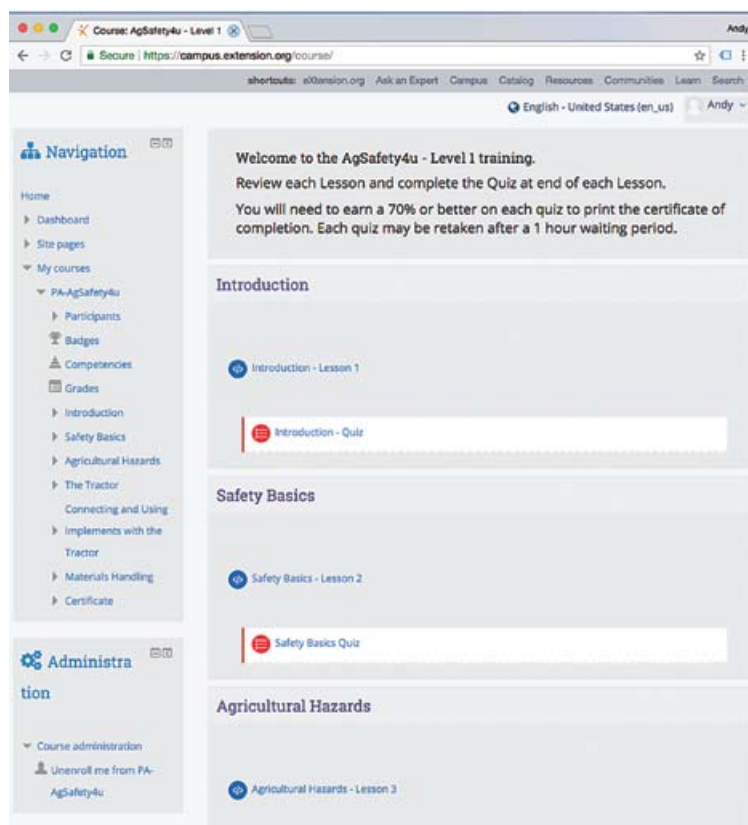 Course: AgSafety4u - Level 1
Andy
Secure | https://campus.extension.org/course/
shortcuts: eXtension.org Ask an Expert Campus Catalog Resources Communities Learn Search
English - United States (en_us) Andy
Navigation
Home
Dashboard
Site pages
My courses
PA-AgSafety4u
Participants
Badges
Competencies
Grades
Introduction
Safety Basics
Agricultural Hazards
The Tractor
Connecting and Using
Implements with the
Tractor
Materials Handling
Certificate
Administra
tion
Course administration
Unenroll me from PA-
AgSafety4u
Welcome to the AgSafety4u - Level 1 training.
Review each Lesson and complete the Quiz at end of each Lesson.
You will need to earn a 70% or better on each quiz to print the certificate of
completion. Each quiz may be retaken after a 1 hour waiting period.
Introduction
Introduction - Lesson 1
Introduction - Quiz
Safety Basics
Safety Basics - Lesson 2
Safety Basics Quiz
Agricultural Hazards
Agricultural Hazards - Lesson 3